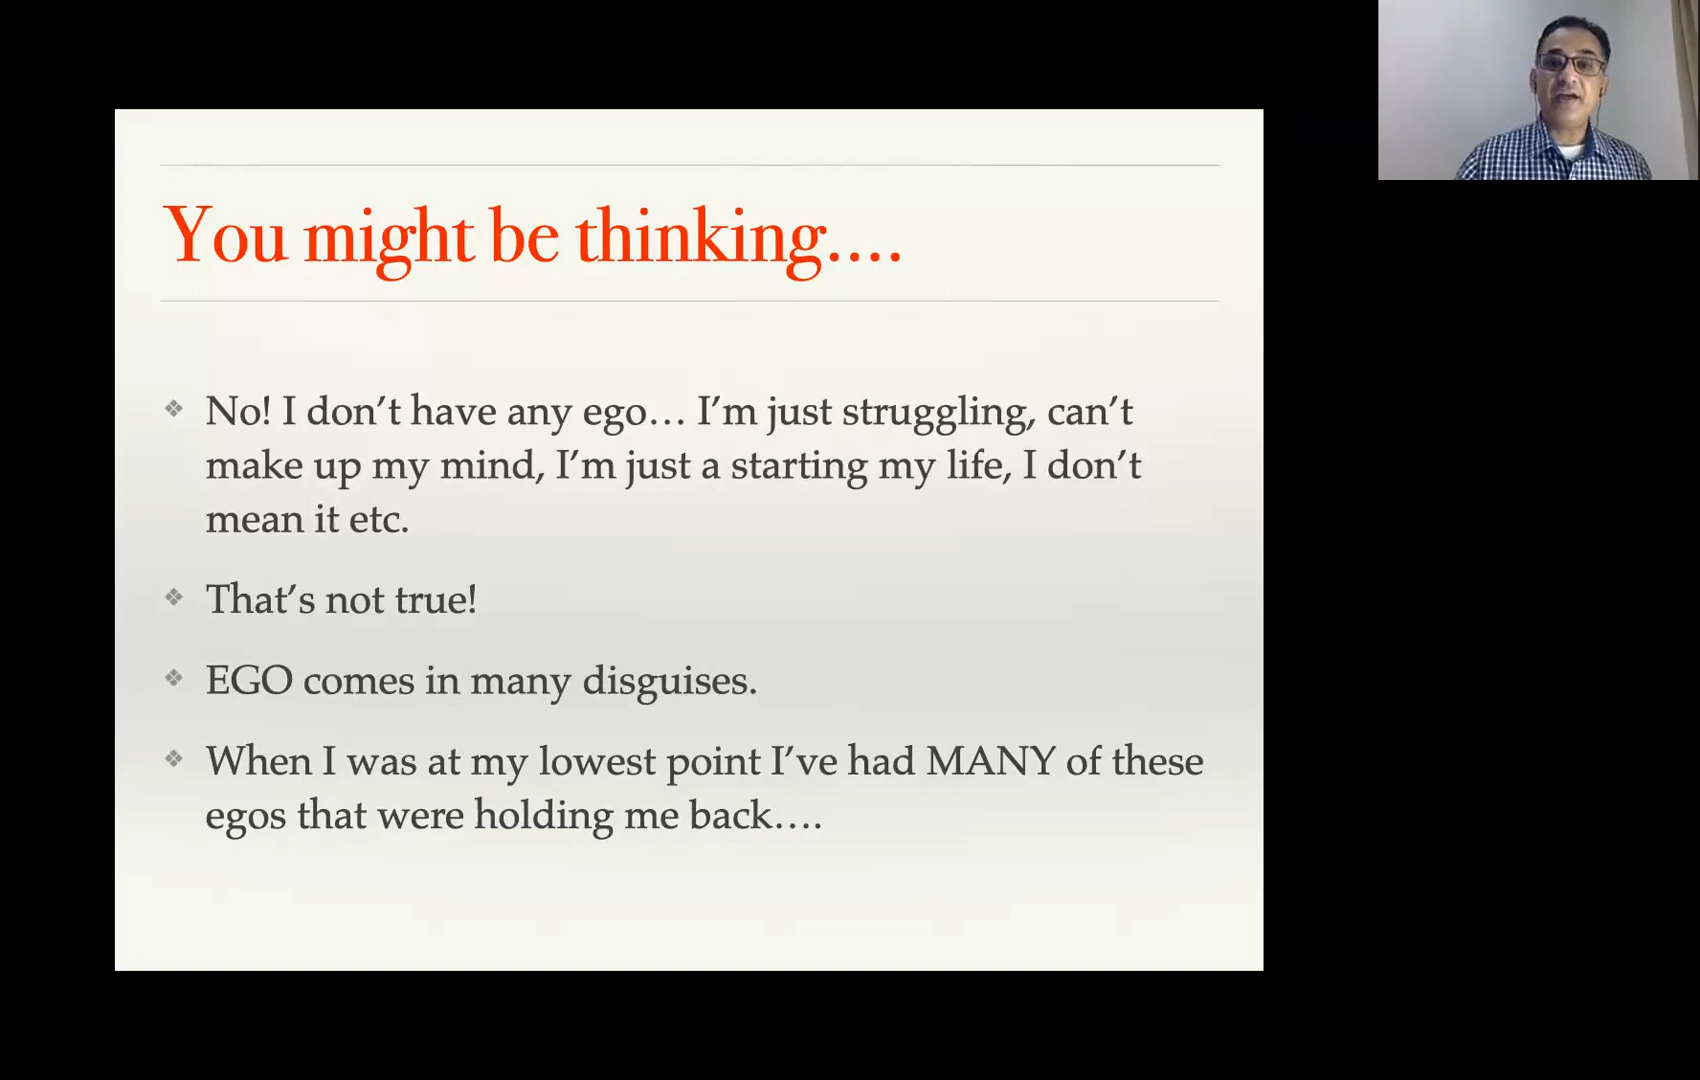 You might be thinking....
No! I don’t have any ego… I’m just struggling, can’t
make up my mind, I’m just a starting my life, I don’t
mean it etc.
That’s not true!
EGO comes in many disguises.
When I was at my lowest point I’ve had MANY of these
egos that were holding me back….